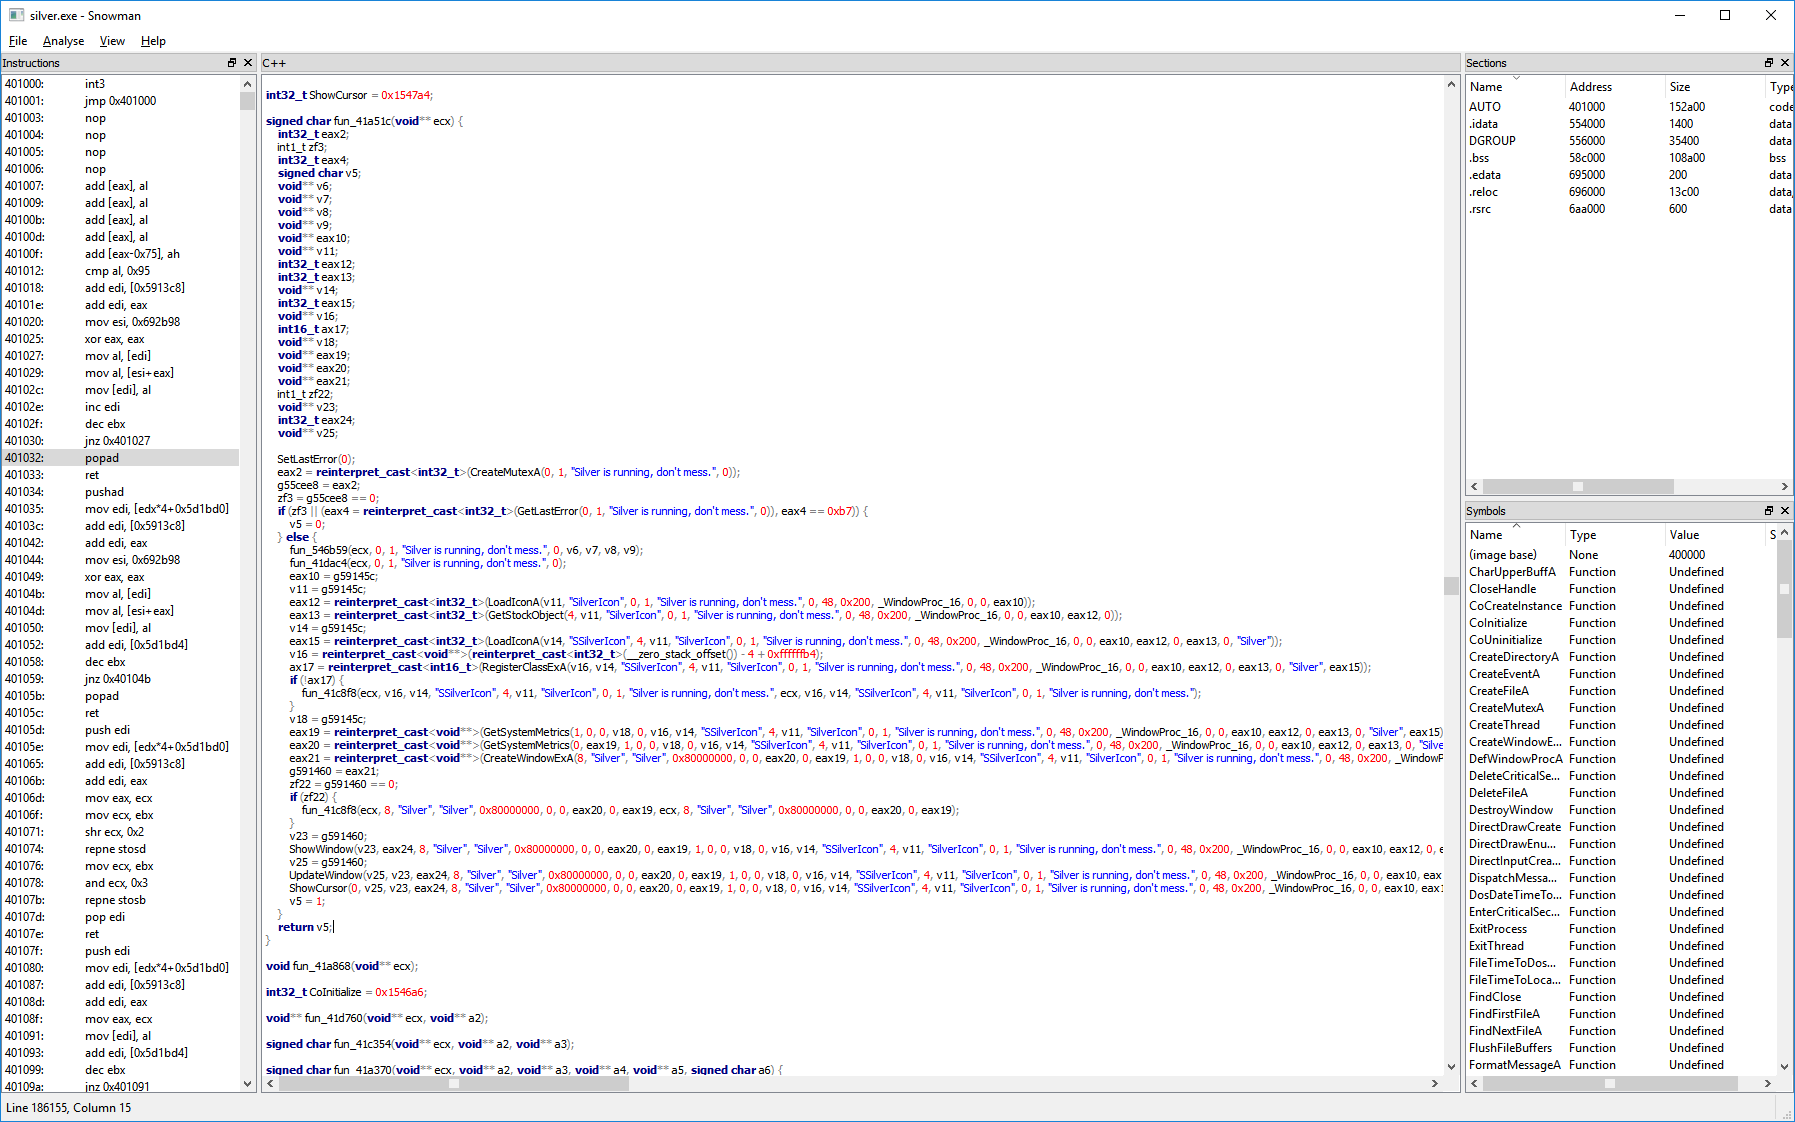 silver.exe - Snowman
File Analyse View Help
Instructions
401000: int3
401001: jmp 0x401000
401003: nop
401004: nop
401005: nop
401006: nop
401007: add [eax], al
401009: add [eax], al
40100b: add [eax], al
40100d: add [eax], al
40100f: add [eax-0x75], ah
401012: cmp al, 0x95
401018: add edi, [0x5913c8]
40101e: add edi, eax
401020: mov esi, 0x692b98
401025: xor eax, eax
401027: mov al, [edi]
401029: mov al, [esi+eax]
40102c: mov [edi], al
40102e: inc edi
40102f: dec ebx
401030: jnz 0x401027
401032: popad
401033: ret
401034: pushad
401035: mov edi, [edx*4+0x5d1bd0]
40103c: add edi, [0x5913c8]
401042: add edi, eax
401044: mov esi, 0x692b98
401049: xor eax, eax
40104b: mov al, [edi]
40104d: mov al, [esi+eax]
401050: mov [edi], al
401052: add edi, [0x5d1bd4]
401058: dec ebx
401059: jnz 0x40104b
40105b: popad
40105c: ret
40105d: push edi
40105e: mov edi, [edx*4+0x5d1bd0]
401065: add edi, [0x5913c8]
40106b: add edi, eax
40106d: mov eax, ecx
40106f: mov ecx, ebx
401071: shr ecx, 0x2
401074: repne stosd
401076: mov ecx, ebx
401078: and ecx, 0x3
40107b: repne stosb
40107d: pop edi
40107e: ret
40107f: push edi
401080: mov edi, [edx*4+0x5d1bd0]
401087: add edi, [0x5913c8]
40108d: add edi, eax
40108f: mov eax, ecx
401091: mov [edi], al
401093: add edi, [0x5d1bd4]
401099: dec ebx
40109a: jnz 0x401091
C++
int32_t ShowCursor = 0x1547a4;
signed char fun_41a51c(void** ecx) {
int32_t eax2;
int1_t zf3;
int32_t eax4;
signed char v5;
void** v6;
void** v7;
void** v8;
void** v9;
void** eax10;
void** v11;
int32_t eax12;
int32_t eax13;
void** v14;
int32_t eax15;
void** v16;
int16_t ax17;
void** v18;
void** eax19;
void** eax20;
void** eax21;
int1_t zf22;
void** v23;
int32_t eax24;
void** v25;
SetLastError(0);
eax2 = reinterpret_cast<int32_t>(CreateMutexA(0, 1, "Silver is running, don't mess.", 0));
g55cee8 = eax2;
zf3 = g55cee8 == 0;
if (zf3 || (eax4 = reinterpret_cast<int32_t>(GetLastError(0, 1, "Silver is running, don't mess.", 0)), eax4 == 0xb7)) {
v5 = 0;
} else {
fun_546b59(ecx, 0, 1, "Silver is running, don't mess.", 0, v6, v7, v8, v9);
fun_41dac4(ecx, 0, 1, "Silver is running, don't mess.", 0);
eax10 = g59145c;
v11 = g59145c;
eax12 = reinterpret_cast<int32_t>(LoadIconA(v11, "SilverIcon", 0, 1, "Silver is running, don't mess.", 0, 48, 0x200, _WindowProc_16, 0, 0, eax10));
eax13 = reinterpret_cast<int32_t>(GetStockObject(4, v11, "SilverIcon", 0, 1, "Silver is running, don't mess.", 0, 48, 0x200, _WindowProc_16, 0, 0, eax10, eax12, 0));
v14 = g59145c;
eax15 = reinterpret_cast<int32_t>(LoadIconA(v14, "SSilverIcon", 4, v11, "SilverIcon", 0, 1, "Silver is running, don't mess.", 0, 48, 0x200, _WindowProc_16, 0, 0, eax10, eax12, 0, eax13, 0, "Silver"));
v16 = reinterpret_cast<void**>(reinterpret_cast<int32_t>(__zero_stack_offset()) - 4 + 0xffffffb4);
ax17 = reinterpret_cast<int16_t>(RegisterClassExA(v16, v14, "SSilverIcon", 4, v11, "SilverIcon", 0, 1, "Silver is running, don't mess.", 0, 48, 0x200, _WindowProc_16, 0, 0, eax10, eax12, 0, eax13, 0, "Silver", eax15));
if (!ax17) {
fun_41c8f8(ecx, v16, v14, "SSilverIcon", 4, v11, "SilverIcon", 0, 1, "Silver is running, don't mess.", ecx, v16, v14, "SSilverIcon", 4, v11, "SilverIcon", 0, 1, "Silver is running, don't mess.");
}
v18 = g59145c;
eax19 = reinterpret_cast<void**>(GetSystemMetrics(1, 0, 0, v18, 0, v16, v14, "SSilverIcon", 4, v11, "SilverIcon", 0, 1, "Silver is running, don't mess.", 0, 48, 0x200, _WindowProc_16, 0, 0, eax10, eax12, 0, eax13, 0, "Silver", eax15)
eax20 = reinterpret_cast<void**>(GetSystemMetrics(0, eax19, 1, 0, 0, v18, 0, v16, v14, "SSilverIcon", 4, v11, "SilverIcon", 0, 1, "Silver is running, don't mess.", 0, 48, 0x200, _WindowProc_16, 0, 0, eax10, eax12, 0, eax13, 0, "Silve
eax21 = reinterpret_cast<void**>(CreateWindowExA(8, "Silver", "Silver", 0x80000000, 0, 0, eax20, 0, eax19, 1, 0, 0, v18, 0, v16, v14, "SSilverIcon", 4, v11, "SilverIcon", 0, 1, "Silver is running, don't mess.", 0, 48, 0x200, _WindowP
g591460 = eax21;
zf22 = g591460 == 0;
if (zf22) {
fun_41c8f8(ecx, 8, "Silver", "Silver", 0x80000000, 0, 0, eax20, 0, eax19, ecx, 8, "Silver", "Silver", 0x80000000, 0, 0, eax20, 0, eax19);
}
v23 = g591460;
ShowWindow(v23, eax24, 8, "Silver", "Silver", 0x80000000, 0, 0, eax20, 0, eax19, 1, 0, 0, v18, 0, v16, v14, "SSilverIcon", 4, v11, "SilverIcon", 0, 1, "Silver is running, don't mess.", 0, 48, 0x200, _WindowProc_16, 0, 0, eax10, eax12, 0, e
v25 = g591460;
UpdateWindow(v25, v23, eax24, 8, "Silver", "Silver", 0x80000000, 0, 0, eax20, 0, eax19, 1, 0, 0, v18, 0, v16, v14, "SSilverIcon", 4, v11, "SilverIcon", 0, 1, "Silver is running, don't mess.", 0, 48, 0x200, _WindowProc_16, 0, 0, eax10, eax
ShowCursor(0, v25, v23, eax24, 8, "Silver", "Silver", 0x80000000, 0, 0, eax20, 0, eax19, 1, 0, 0, v18, 0, v16, v14, "SSilverIcon", 4, v11, "SilverIcon", 0, 1, "Silver is running, don't mess.", 0, 48, 0x200, _WindowProc_16, 0, 0, eax10, eax1
v5 = 1;
}
return v5;
}
void fun_41a868(void** ecx);
int32_t CoInitialize = 0x1546a6;
void** fun_41d760(void** ecx, void** a2);
signed char fun_41c354(void** ecx, void** a2, void** a3);
signed char fun_41a370(void** ecx, void** a2, void** a3, void** a4, void** a5, signed char a6) {
Sections
Name Address Size Type
AUTO 401000 152a00 code
.idata 554000 1400 data
DGROUP 556000 35400 data
.bss 58c000 108a00 bss
.edata 695000 200 data
.reloc 696000 13c00 data,
.rsrc 6aa000 600 data
Symbols
Name Type Value S
(image base) None 400000
CharUpperBuffA Function Undefined
CloseHandle Function Undefined
CoCreateInstance Function Undefined
CoInitialize Function Undefined
CoUninitialize Function Undefined
CreateDirectoryA Function Undefined
CreateEventA Function Undefined
CreateFileA Function Undefined
CreateMutexA Function Undefined
CreateThread Function Undefined
CreateWindowE... Function Undefined
DefWindowProcA Function Undefined
DeleteCriticalSe... Function Undefined
DeleteFileA Function Undefined
DestroyWindow Function Undefined
DirectDrawCreate Function Undefined
DirectDrawEnu... Function Undefined
DirectInputCrea... Function Undefined
DispatchMessa... Function Undefined
DosDateTimeTo... Function Undefined
EnterCriticalSec... Function Undefined
ExitProcess Function Undefined
ExitThread Function Undefined
FileTimeToDos... Function Undefined
FileTimeToLoca... Function Undefined
FindClose Function Undefined
FindFirstFileA Function Undefined
FindNextFileA Function Undefined
FlushFileBuffers Function Undefined
FormatMessageA Function Undefined
Line 186155, Column 15